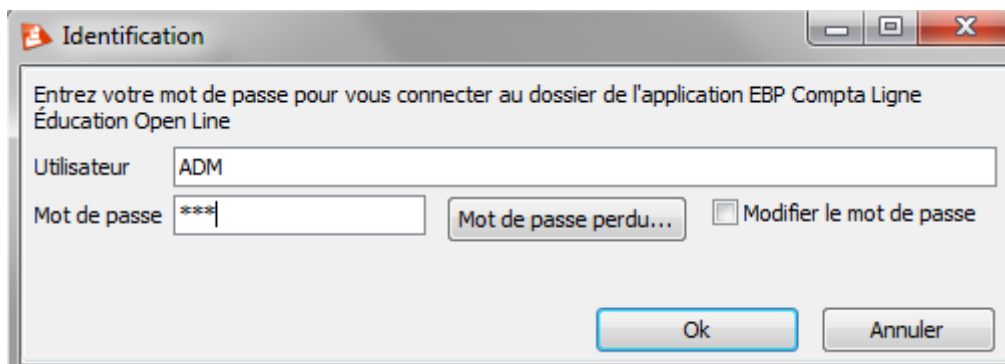 Identification
Entrez votre mot de passe pour vous connecter au dossier de l'application EBP Compta Ligne
Éducation Open Line
Utilisateur ADM
Mot de passe *** Mot de passe perdu... Modifier le mot de passe
Ok Annuler